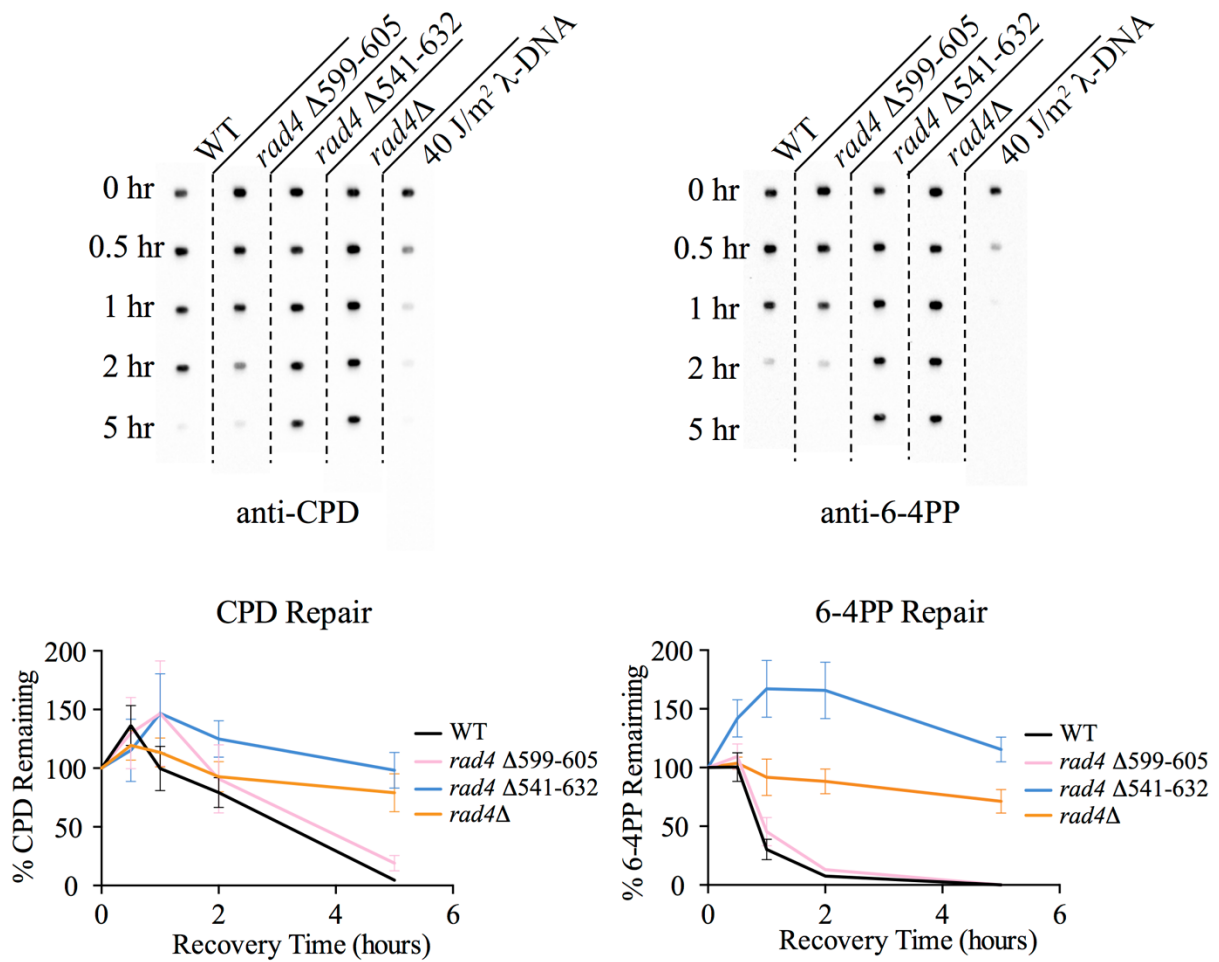 WT
rad4 Δ599-605
rad4 Δ541-632
rad4Δ
40 J/m² λ-DNA
0 hr
0.5 hr
1 hr
2 hr
5 hr
anti-CPD
WT
rad4 Δ599-605
rad4 Δ541-632
rad4Δ
40 J/m² λ-DNA
0 hr
0.5 hr
1 hr
2 hr
5 hr
anti-6-4PP
CPD Repair
% CPD Remaining
200
150
100
50
0
0
2
4
6
Recovery Time (hours)
WT
rad4 Δ599-605
rad4 Δ541-632
rad4Δ
6-4PP Repair
% 6-4PP Remairning
200
150
100
50
0
0
2
4
6
Recovery Time (hours)
WT
rad4 Δ599-605
rad4 Δ541-632
rad4Δ